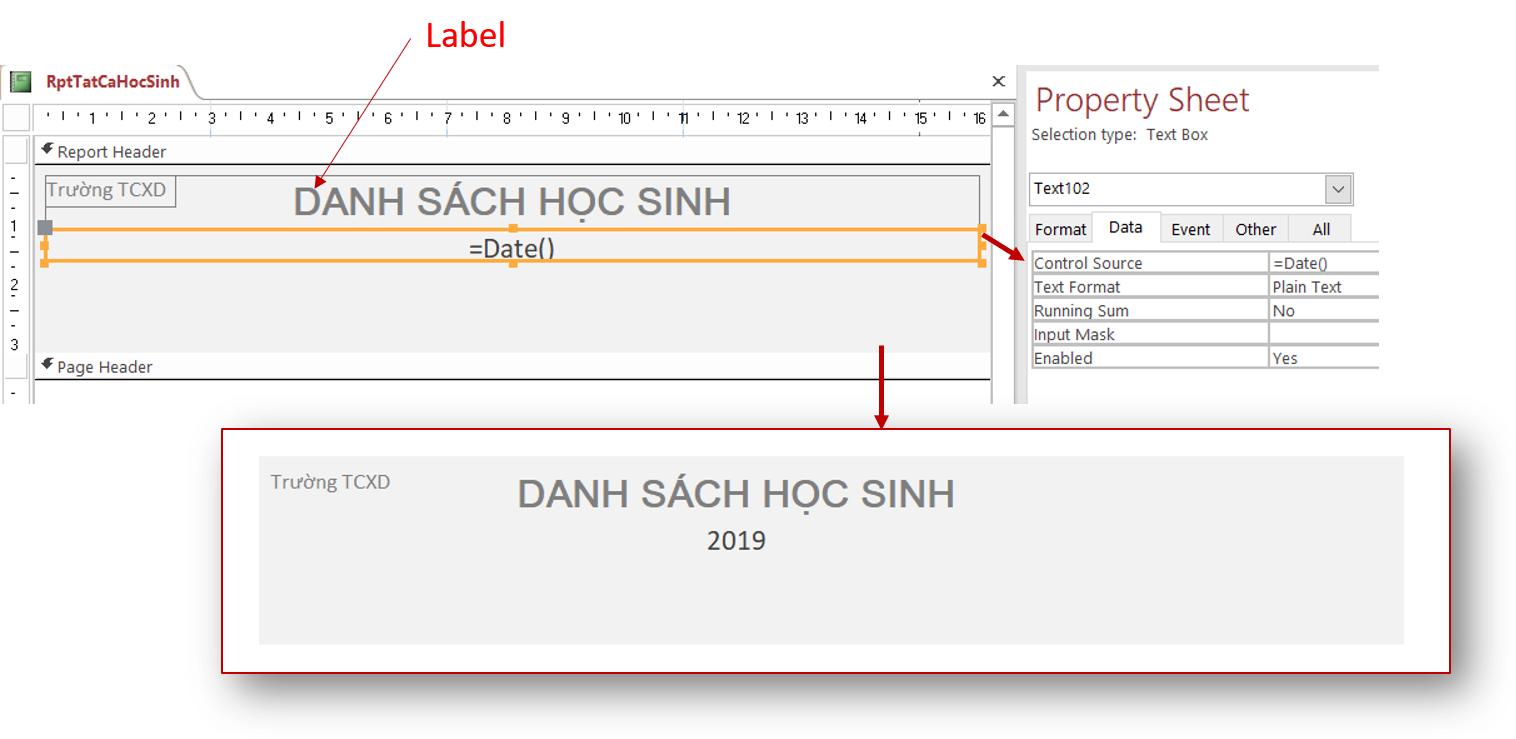 Label
RptTatCaHocSinh
1 2 3 4 5 6 7 8 9 10 11 12 13 14 15 16
Report Header
Trường TCXD
DANH SÁCH HỌC SINH
=Date()
1
2
3
Page Header
Property Sheet
Selection type: Text Box
Text102
Format Data Event Other All
Control Source =Date()
Text Format Plain Text
Running Sum No
Input Mask
Enabled Yes
Trường TCXD
DANH SÁCH HỌC SINH
2019